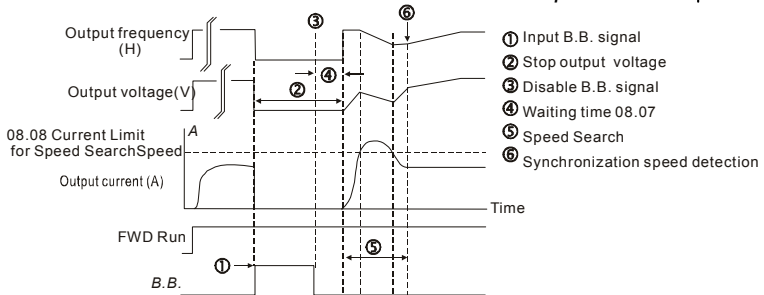 Output frequency
(H)
Output voltage(V)
08.08 Current Limit
for Speed SearchSpeed
A
Output current (A)
FWD Run
B.B.
Time
③
⑥
④
②
①
⑤
① Input B.B. signal
② Stop output voltage
③ Disable B.B. signal
④ Waiting time 08.07
⑤ Speed Search
⑥ Synchronization speed detection